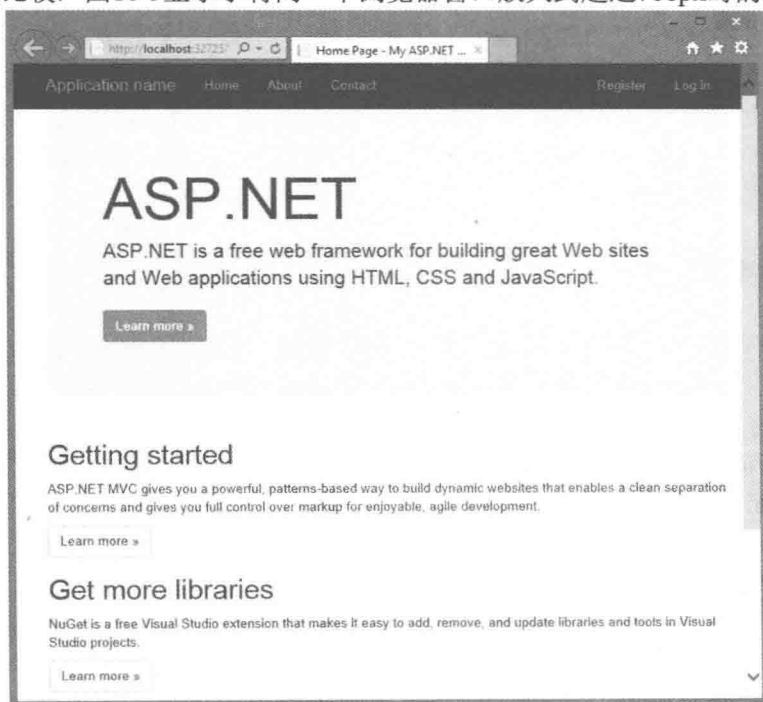 http://localhost:32725/
Home Page - My ASP.NET ...
Application name Home About Contact Register Log in
ASP.NET
ASP.NET is a free web framework for building great Web sites
and Web applications using HTML, CSS and JavaScript.
Learn more »
Getting started
ASP.NET MVC gives you a powerful, patterns-based way to build dynamic websites that enables a clean separation
of concerns and gives you full control over markup for enjoyable, agile development.
Learn more »
Get more libraries
NuGet is a free Visual Studio extension that makes it easy to add, remove, and update libraries and tools in Visual
Studio projects.
Learn more »